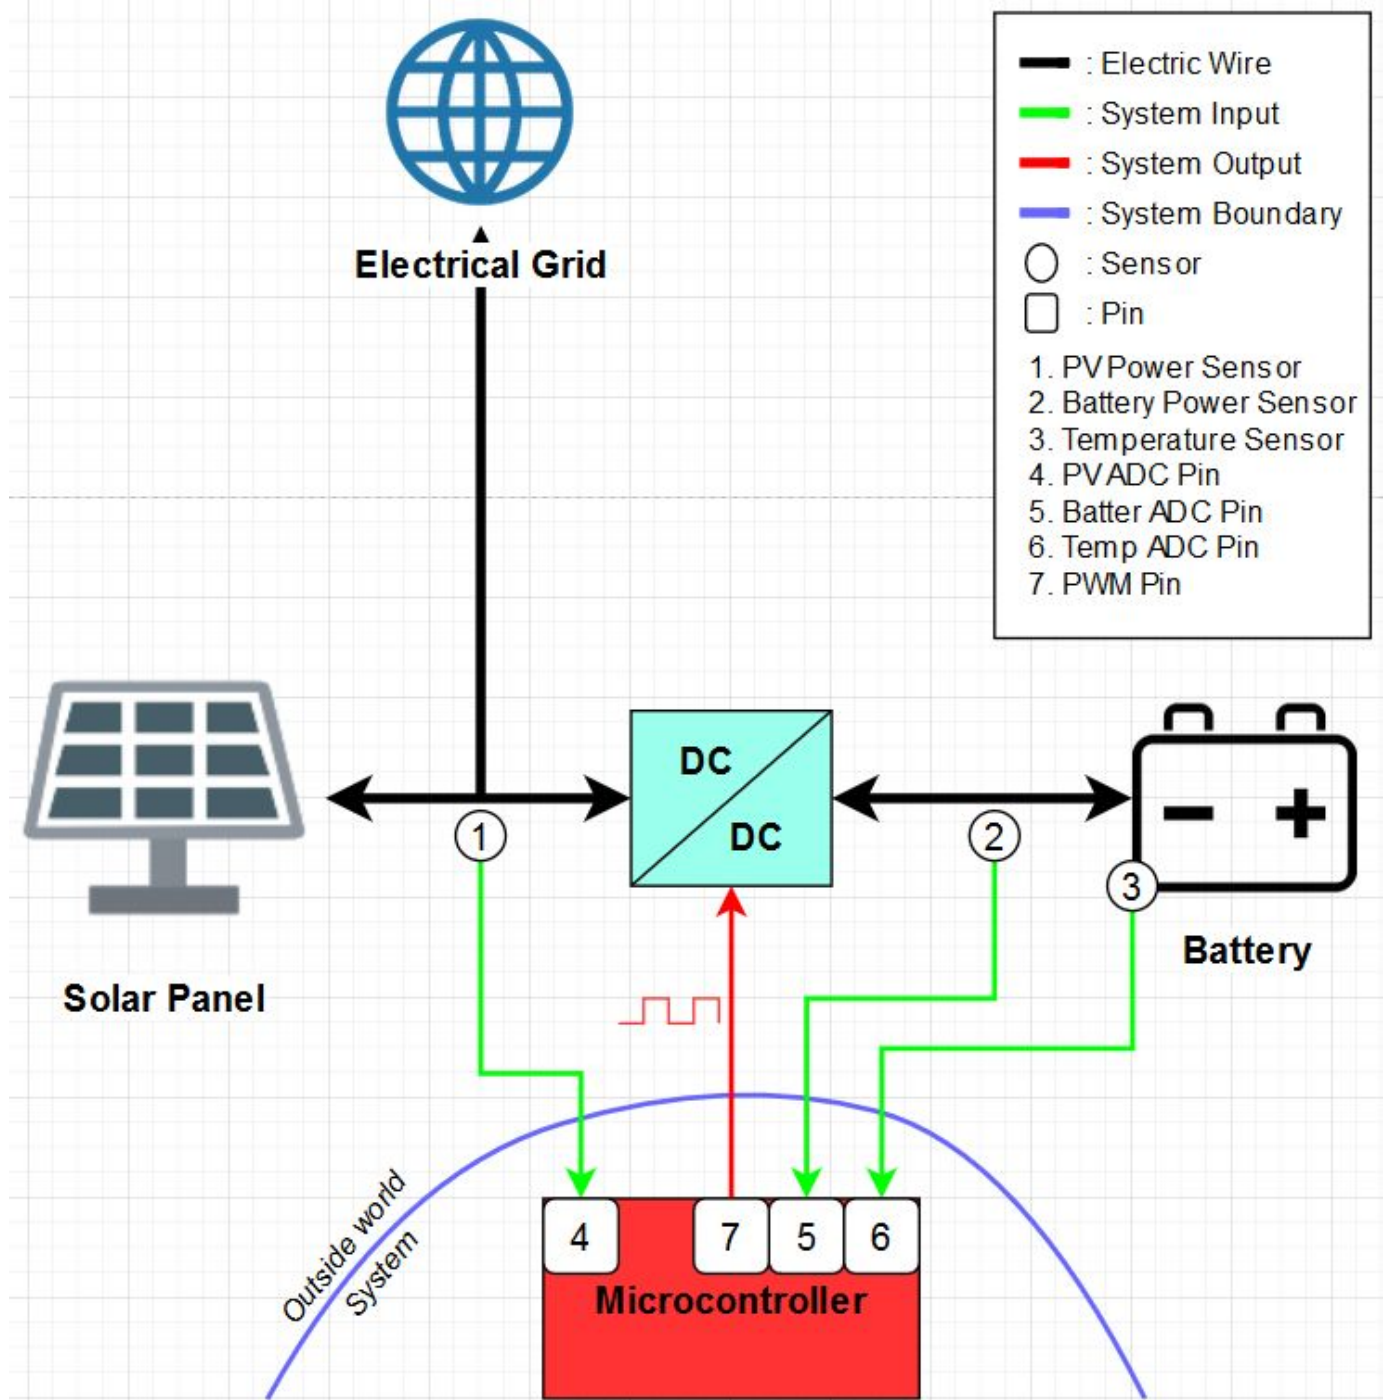 Electrical Grid
: Electric Wire
: System Input
: System Output
: System Boundary
: Sensor
: Pin
1. PV Power Sensor
2. Battery Power Sensor
3. Temperature Sensor
4. PV ADC Pin
5. Batter ADC Pin
6. Temp ADC Pin
7. PWM Pin
DC
DC
1
2
3
Solar Panel
Battery
Outside world
System
4
7
5
6
Microcontroller